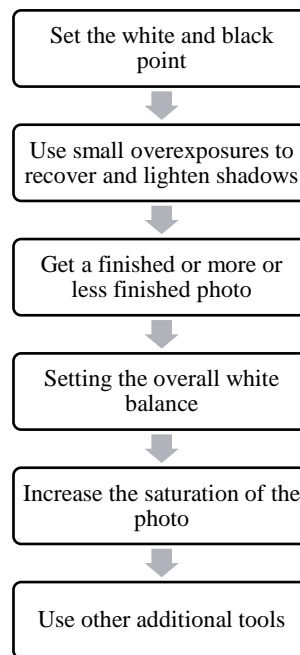 Set the white and black
point
Use small overexposures to
recover and lighten shadows
Get a finished or more or
less finished photo
Setting the overall white
balance
Increase the saturation of the
photo
Use other additional tools